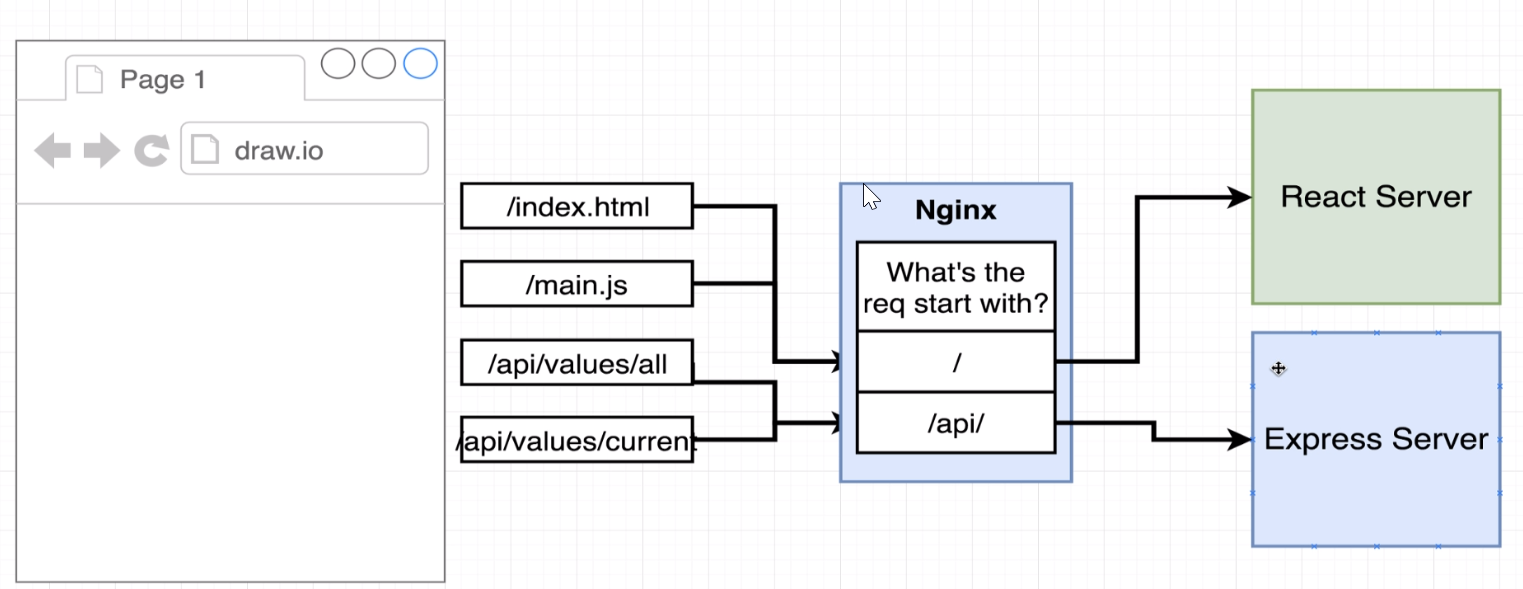 Page 1
draw.io
/index.html
/main.js
/api/values/all
/api/values/current
Nginx
What's the
req start with?
/
/api/
React Server
Express Server